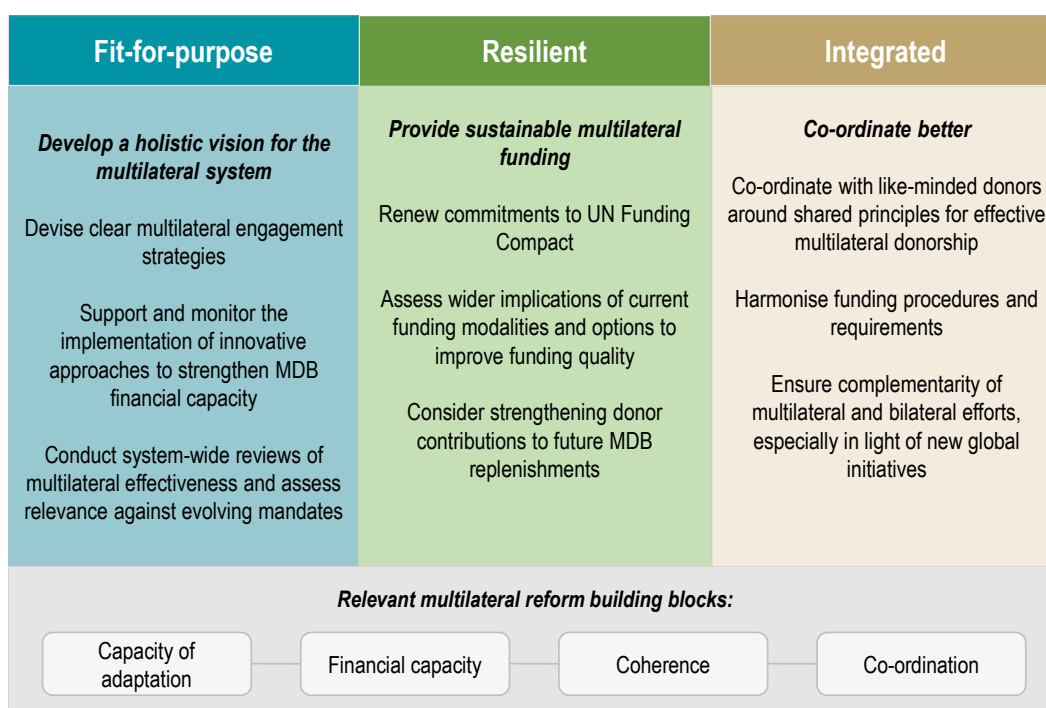 Fit-for-purpose
Develop a holistic vision for the
multilateral system
Devise clear multilateral engagement
strategies
Support and monitor the
implementation of innovative
approaches to strengthen MDB
financial capacity
Conduct system-wide reviews of
multilateral effectiveness and assess
relevance against evolving mandates
Resilient
Provide sustainable multilateral
funding
Renew commitments to UN Funding
Compact
Assess wider implications of current
funding modalities and options to
improve funding quality
Consider strengthening donor
contributions to future MDB
replenishments
Integrated
Co-ordinate better
Co-ordinate with like-minded donors
around shared principles for effective
multilateral donorship
Harmonise funding procedures and
requirements
Ensure complementarity of
multilateral and bilateral efforts,
especially in light of new global
initiatives
Relevant multilateral reform building blocks:
Capacity of
adaptation
Financial capacity
Coherence
Co-ordination